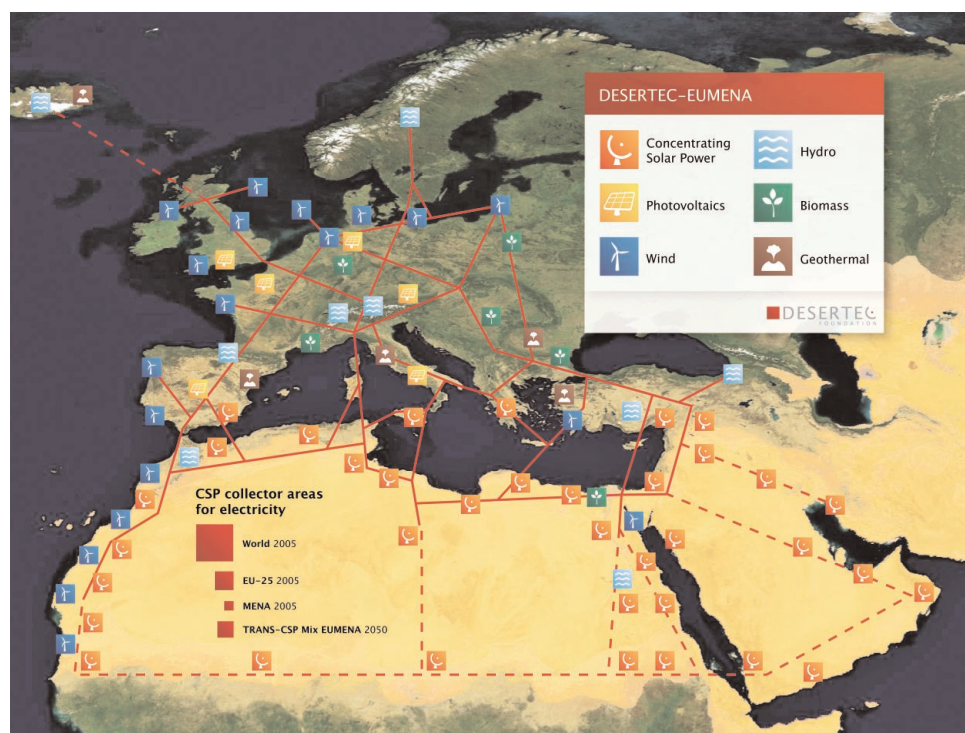 DESERTEC–EUMENA
Concentrating
Solar Power
Hydro
Photovoltaics
Biomass
Wind
Geothermal
DESERTEC
FOUNDATION
CSP collector areas
for electricity
World 2005
EU-25 2005
MENA 2005
TRANS-CSP Mix EUMENA 2050